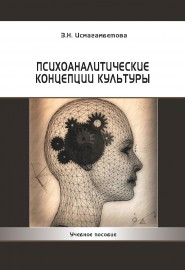 З.Н. Исмагамбетова
ПСИХОАНАЛИТИЧЕСКИЕ
КОНЦЕПЦИИ КУЛЬТУРЫ
Учебное пособие